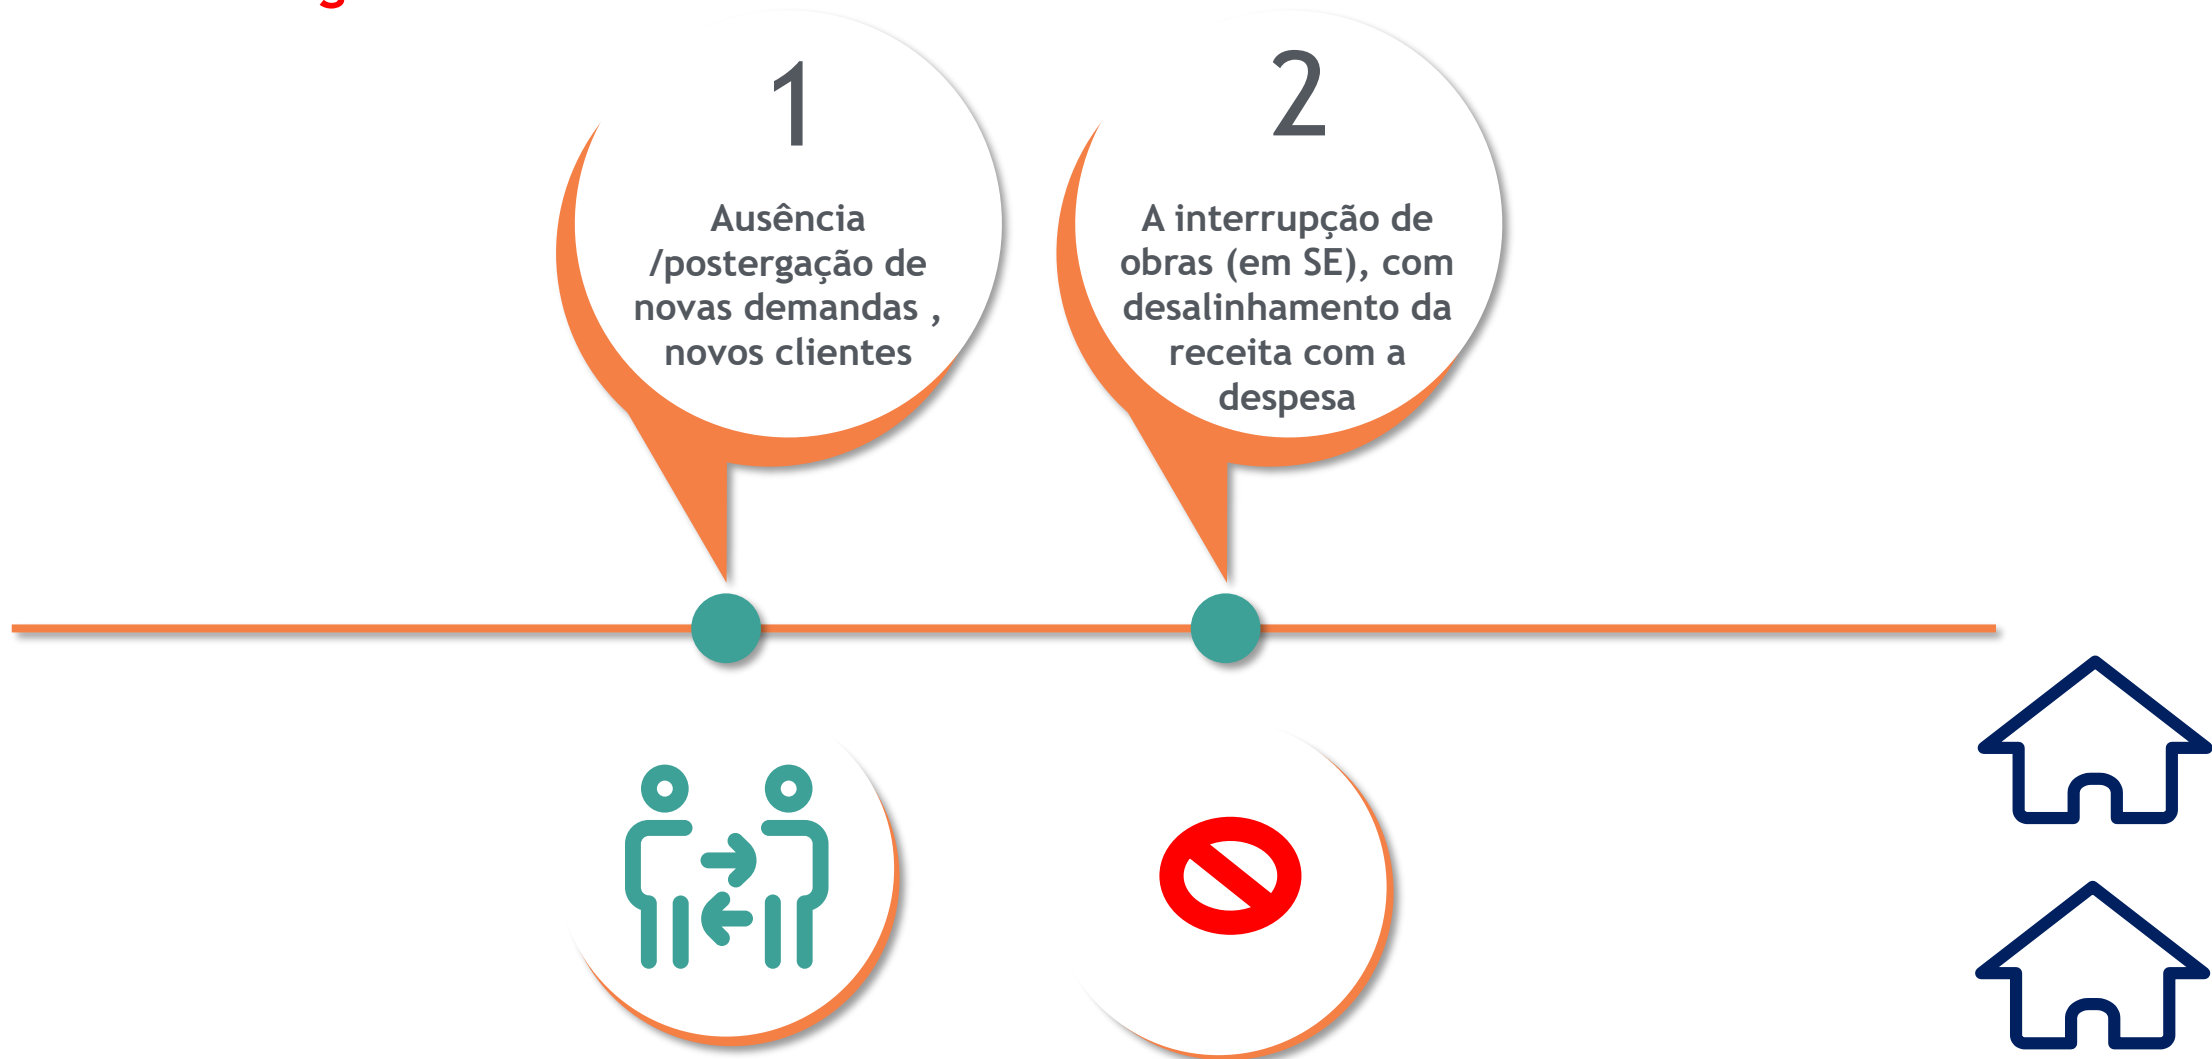 1
Ausência
/postergação de
novas demandas ,
novos clientes
2
A interrupção de
obras (em SE), com
desalinhamento da
receita com a
despesa